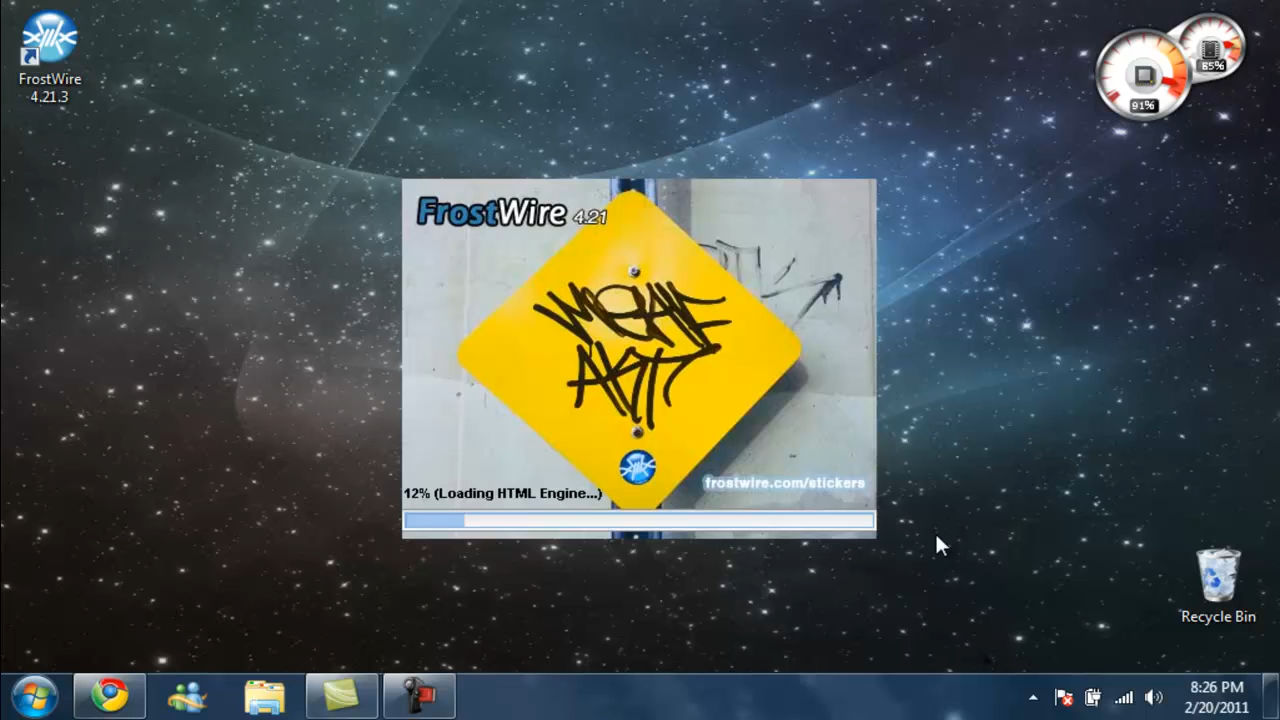 FrostWire
4.21.3
91%
FrostWire 4.21
ART
frostwire.com/stickers
12% (Loading HTML Engine...)
Recycle Bin
8:26 PM
2/20/2011